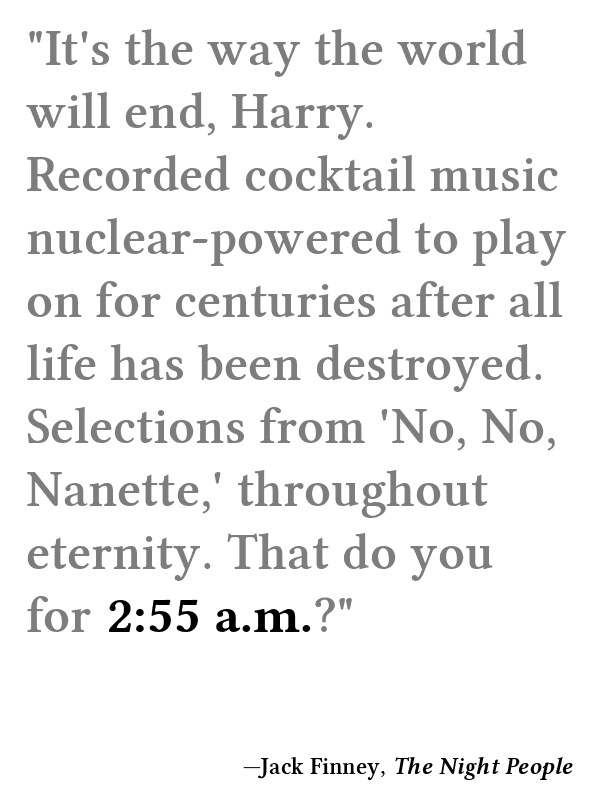 "It's the way the world
will end, Harry.
Recorded cocktail music
nuclear-powered to play
on for centuries after all
life has been destroyed.
Selections from 'No, No,
Nanette,' throughout
eternity. That do you
for 2:55 a.m.?"
—Jack Finney, The Night People